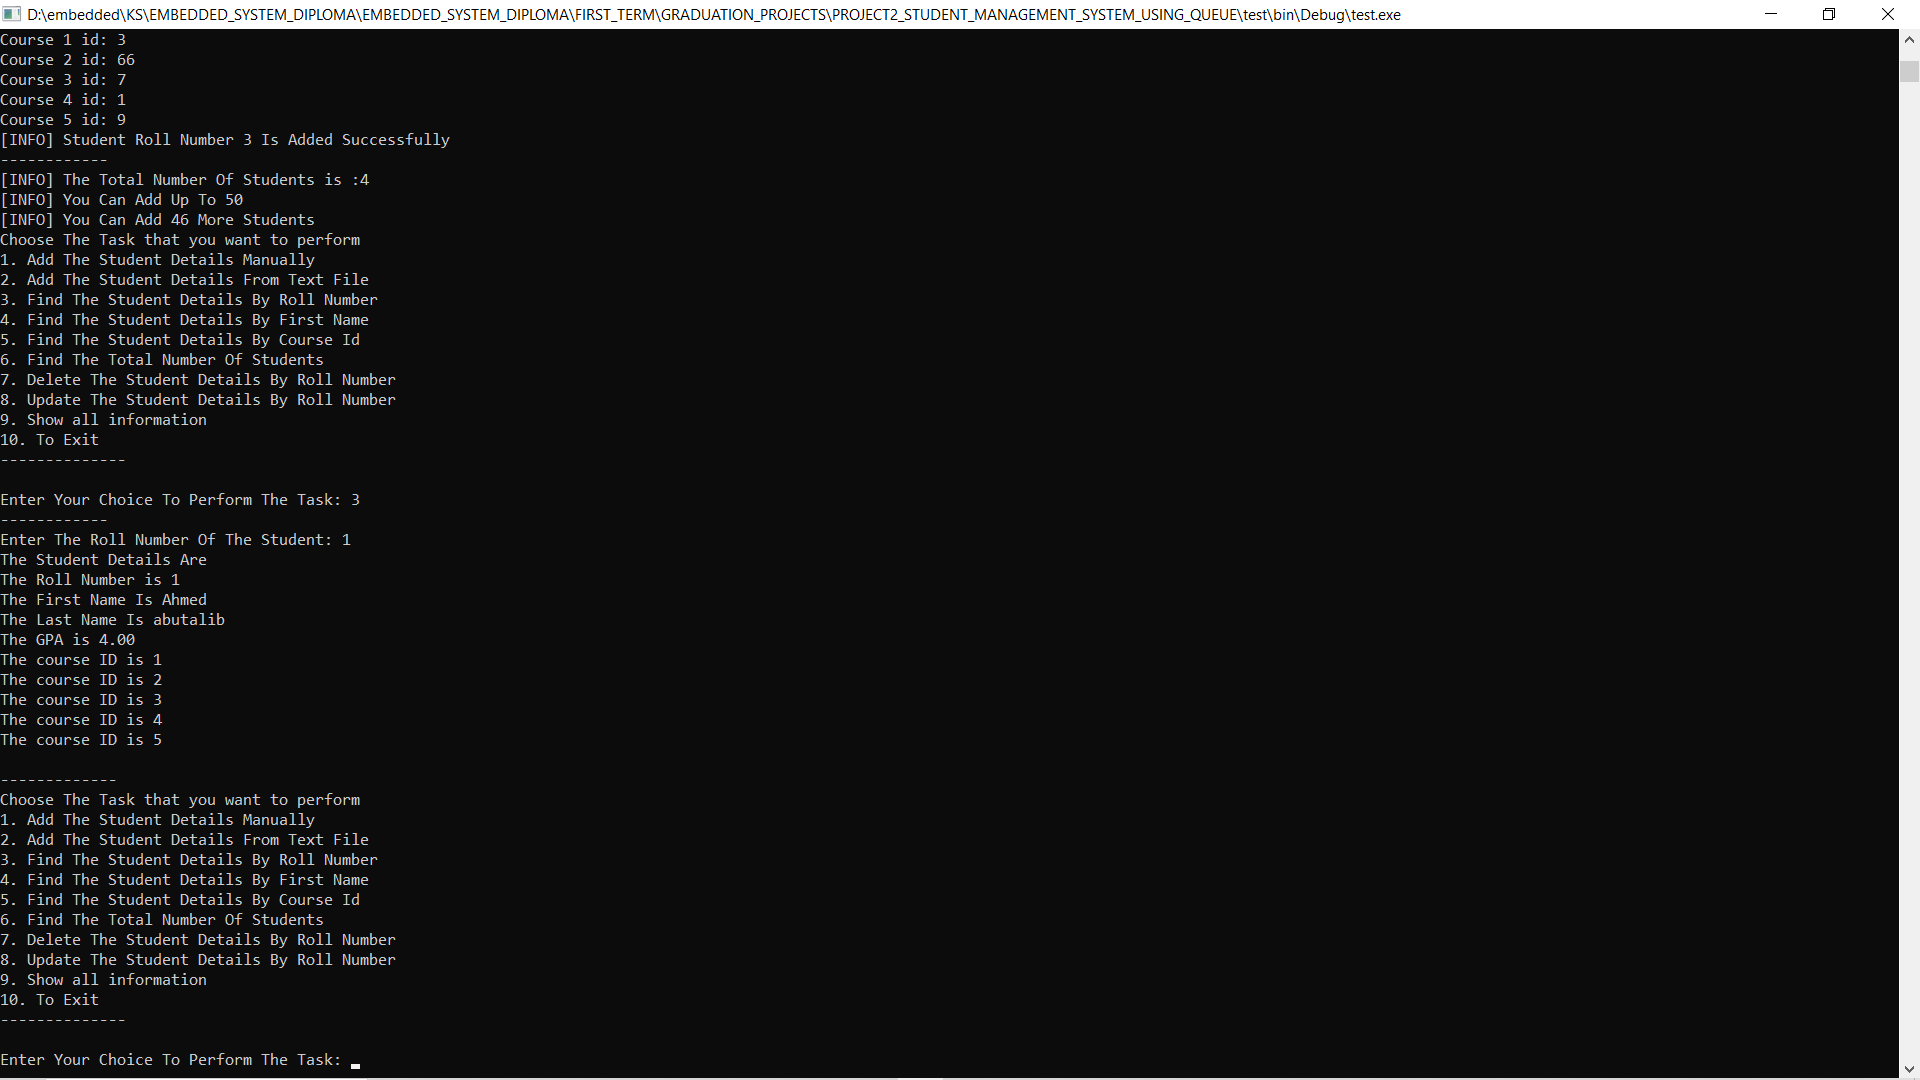 D:\embedded\KS\EMBEDDED_SYSTEM_DIPLOMA\EMBEDDED_SYSTEM_DIPLOMA\FIRST_TERM\GRADUATION_PROJECTS\PROJECT2_STUDENT_MANAGEMENT_SYSTEM_USING_QUEUE\test\bin\Debug\test.exe
Course 1 id: 3
Course 2 id: 66
Course 3 id: 7
Course 4 id: 1
Course 5 id: 9
[INFO] Student Roll Number 3 Is Added Successfully
------------
[INFO] The Total Number Of Students is :4
[INFO] You Can Add Up To 50
[INFO] You Can Add 46 More Students
Choose The Task that you want to perform
1. Add The Student Details Manually
2. Add The Student Details From Text File
3. Find The Student Details By Roll Number
4. Find The Student Details By First Name
5. Find The Student Details By Course Id
6. Find The Total Number Of Students
7. Delete The Student Details By Roll Number
8. Update The Student Details By Roll Number
9. Show all information
10. To Exit
--------------
Enter Your Choice To Perform The Task: 3
------------
Enter The Roll Number Of The Student: 1
The Student Details Are
The Roll Number is 1
The First Name Is Ahmed
The Last Name Is abutalib
The GPA is 4.00
The course ID is 1
The course ID is 2
The course ID is 3
The course ID is 4
The course ID is 5
-------------
Choose The Task that you want to perform
1. Add The Student Details Manually
2. Add The Student Details From Text File
3. Find The Student Details By Roll Number
4. Find The Student Details By First Name
5. Find The Student Details By Course Id
6. Find The Total Number Of Students
7. Delete The Student Details By Roll Number
8. Update The Student Details By Roll Number
9. Show all information
10. To Exit
--------------
Enter Your Choice To Perform The Task: